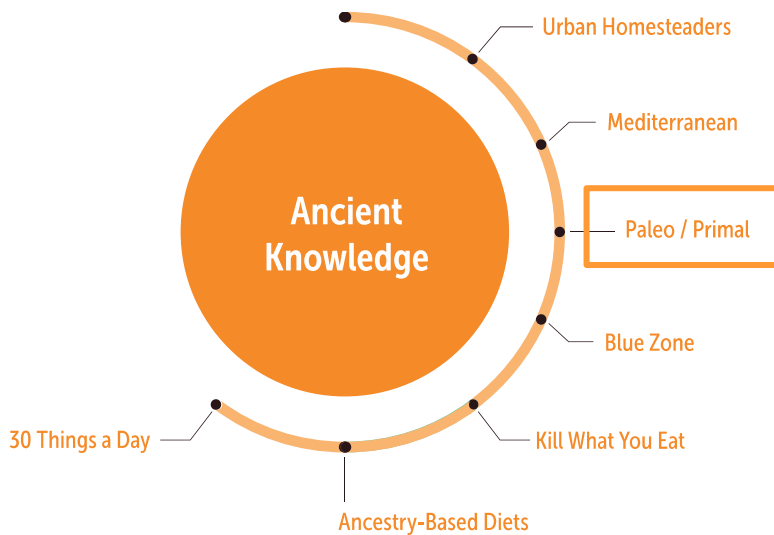 Urban Homesteaders
Mediterranean
Ancient
Knowledge
Paleo / Primal
Blue Zone
30 Things a Day
Kill What You Eat
Ancestry-Based Diets